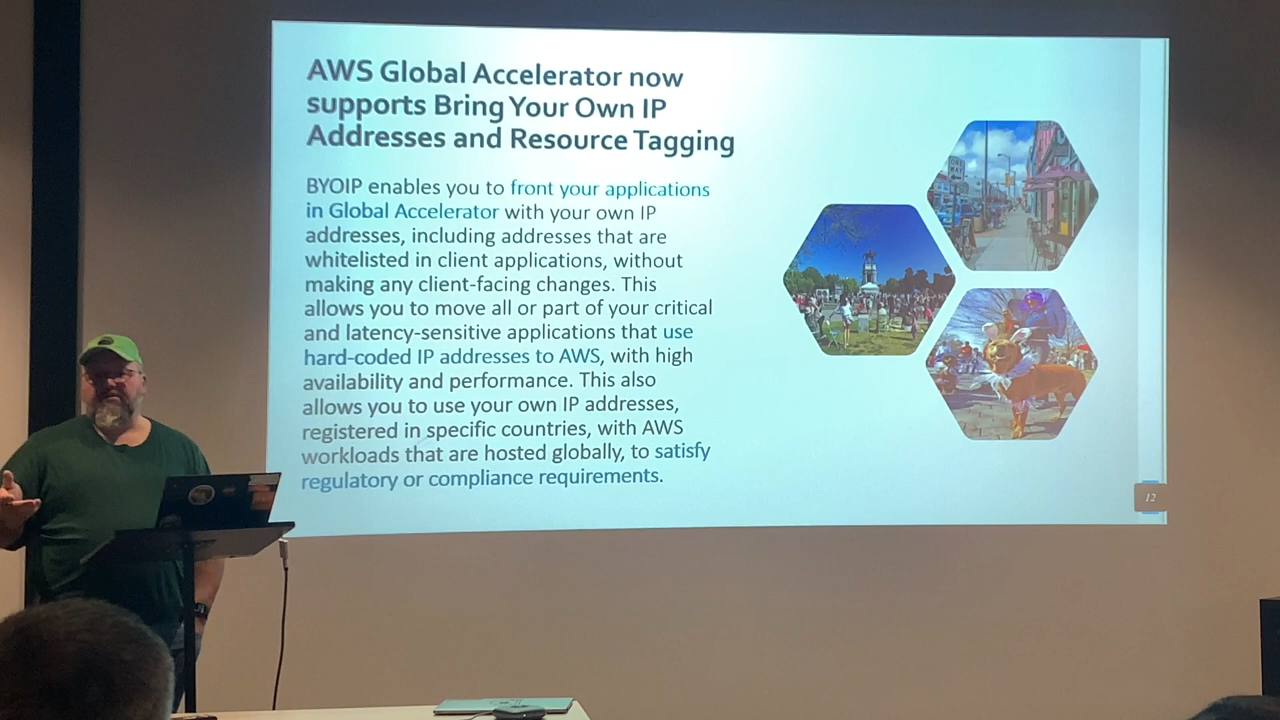 AWS Global Accelerator now
supports Bring Your Own IP
Addresses and Resource Tagging
BYOIP enables you to front your applications
in Global Accelerator with your own IP
addresses, including addresses that are
whitelisted in client applications, without
making any client-facing changes. This
allows you to move all or part of your critical
and latency-sensitive applications that use
hard-coded IP addresses to AWS, with high
availability and performance. This also
allows you to use your own IP addresses,
registered in specific countries, with AWS
workloads that are hosted globally, to satisfy
regulatory or compliance requirements.
ONE
WAY
12